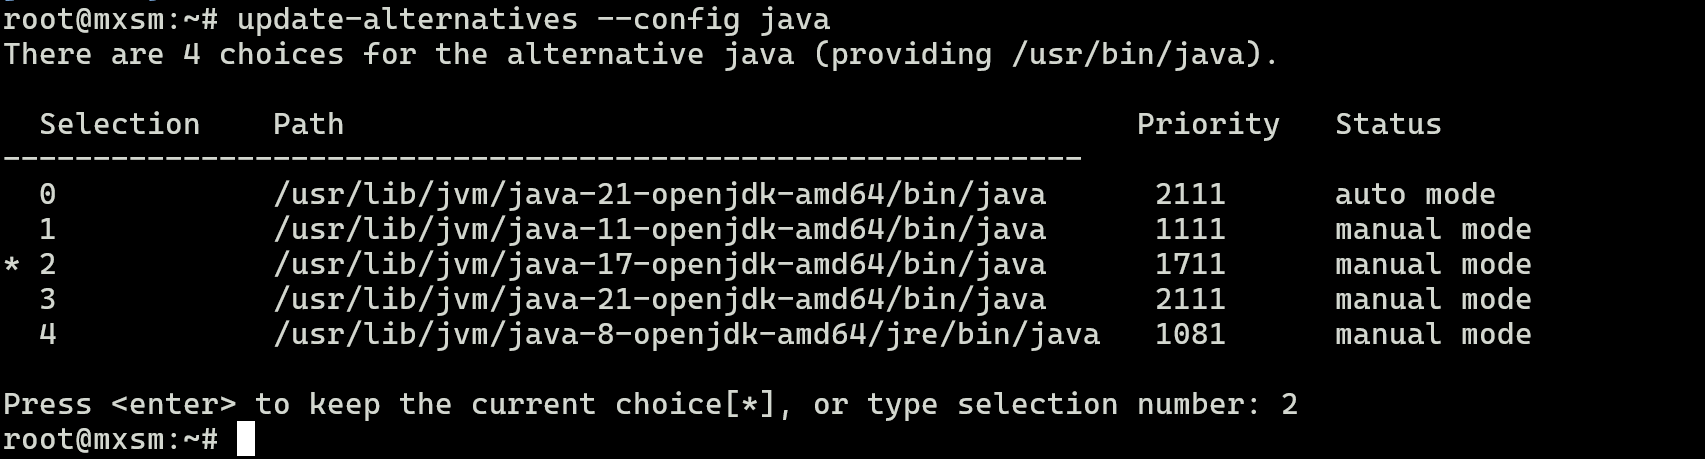 root@mxsm:~# update-alternatives --config java
There are 4 choices for the alternative java (providing /usr/bin/java).
  Selection    Path                                            Priority   Status
------------------------------------------------------------
  0            /usr/lib/jvm/java-21-openjdk-amd64/bin/java      2111      auto mode
  1            /usr/lib/jvm/java-11-openjdk-amd64/bin/java      1111      manual mode
* 2            /usr/lib/jvm/java-17-openjdk-amd64/bin/java      1711      manual mode
  3            /usr/lib/jvm/java-21-openjdk-amd64/bin/java      2111      manual mode
  4            /usr/lib/jvm/java-8-openjdk-amd64/jre/bin/java   1081      manual mode
Press <enter> to keep the current choice[*], or type selection number: 2
root@mxsm:~#